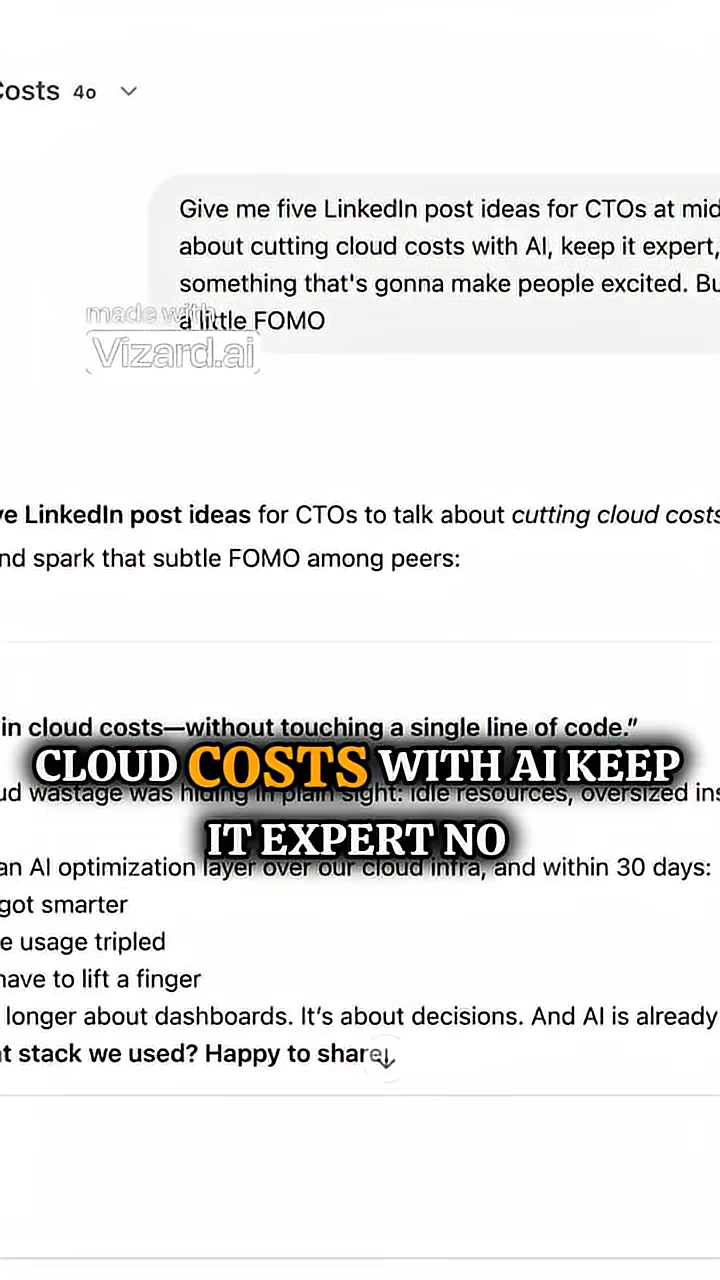 Costs 4o
Give me five LinkedIn post ideas for CTOs at mid
about cutting cloud costs with AI, keep it expert,
something that's gonna make people excited. Bu
a little FOMO
made with
Vizard.ai
ve LinkedIn post ideas for CTOs to talk about cutting cloud costs
nd spark that subtle FOMO among peers:
in cloud costs—without touching a single line of code.”
CLOUD COSTS WITH AI KEEP
ud wastage was hiding in plain sight: idle resources, oversized ins
IT EXPERT NO
an AI optimization layer over our cloud infra, and within 30 days:
got smarter
e usage tripled
have to lift a finger
longer about dashboards. It’s about decisions. And AI is already
t stack we used? Happy to share.